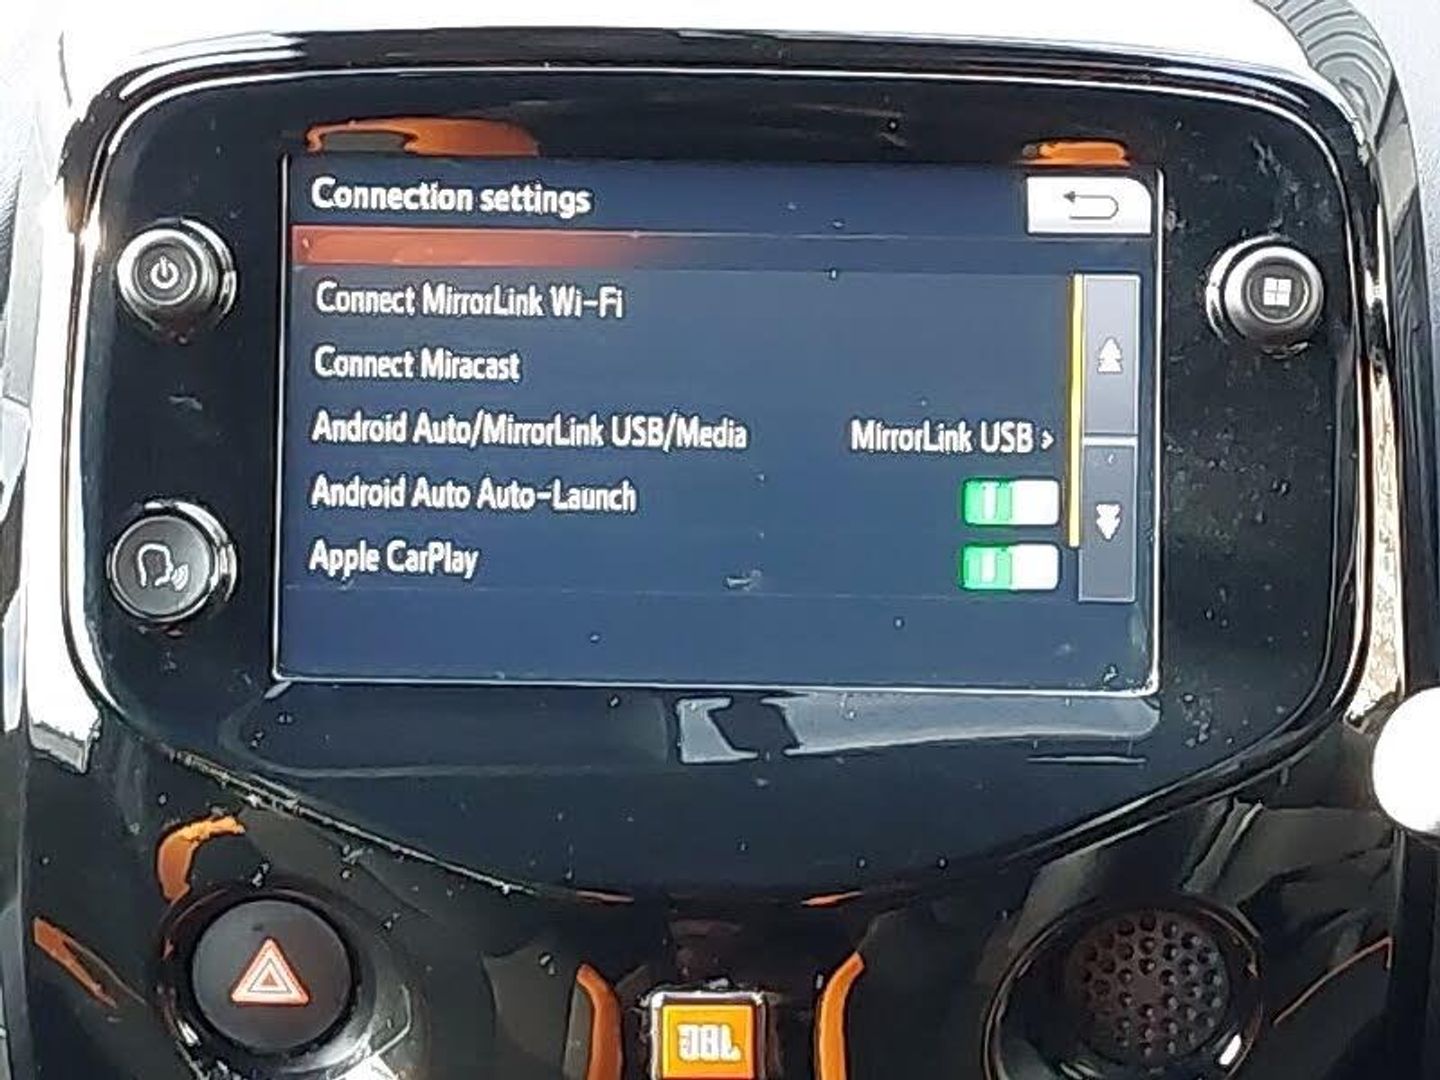 Connection settings
Connect MirrorLink Wi-Fi
Connect Miracast
Android Auto/MirrorLink USB/Media MirrorLink USB >
Android Auto Auto-Launch
Apple CarPlay
JBL